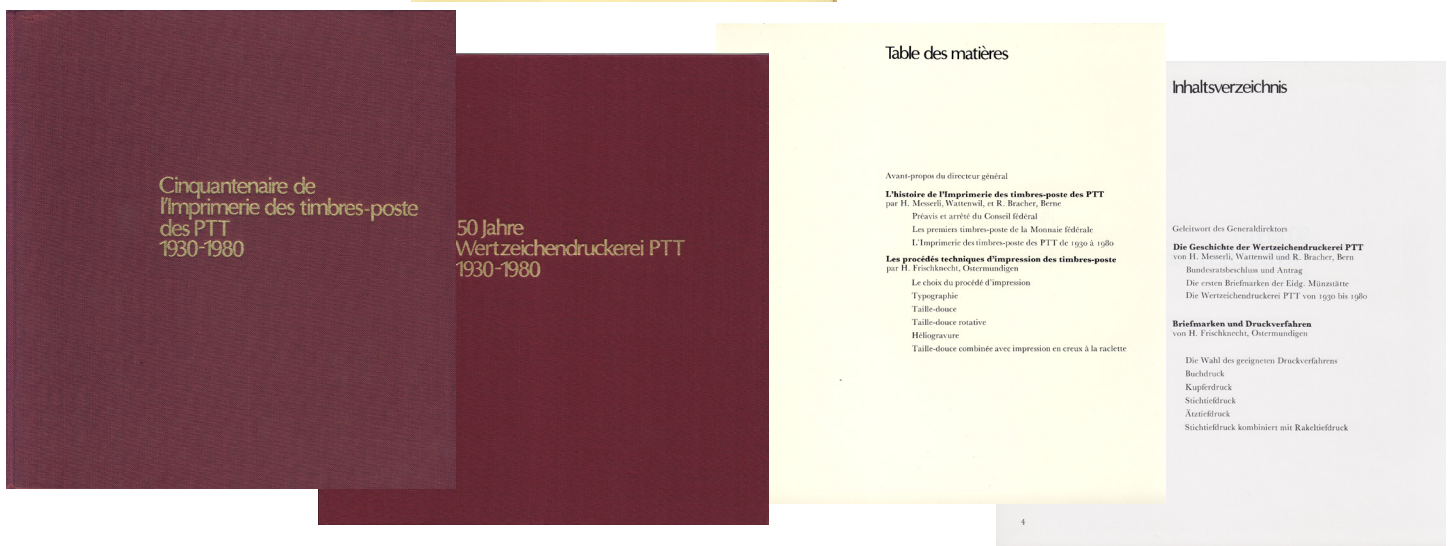 Cinquantenaire de
l'Imprimerie des timbres-poste
des PTT
1930-1980
50 Jahre
Wertzeichendruckerei PTT
1930-1980
Table des matières
Avant-propos du directeur général
L'histoire de l'Imprimerie des timbres-poste des PTT
par H. Messerli, Wattenwil, et R. Bracher, Berne
Préavis et arrêté du Conseil fédéral
Les premiers timbres-poste de la Monnaie fédérale
L'Imprimerie des timbres-poste des PTT de 1930 à 1980
Les procédés techniques d'impression des timbres-poste
par H. Frischknecht, Ostermundigen
Le choix du procédé d'impression
Typographie
Taille-douce
Taille-douce rotative
Héliogravure
Taille-douce combinée avec impression en creux à la raclette
Inhaltsverzeichnis
Geleitwort des Generaldirektors
Die Geschichte der Wertzeichendruckerei PTT
von H. Messerli, Wattenwil und R. Bracher, Bern
Bundesratsbeschluss und Antrag
Die ersten Briefmarken der Eidg. Münzstätte
Die Wertzeichendruckerei PTT von 1930 bis 1980
Briefmarken und Druckverfahren
von H. Frischknecht, Ostermundigen
Die Wahl des geeigneten Druckverfahrens
Buchdruck
Kupferdruck
Stichtiefdruck
Ätztiefdruck
Stichtiefdruck kombiniert mit Rakeltiefdruck
4